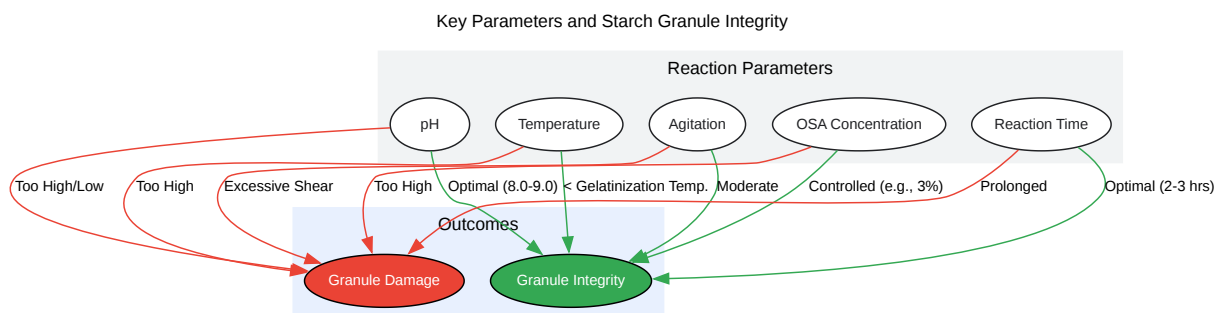 Key Parameters and Starch Granule Integrity
Reaction Parameters
pH
Temperature
Agitation
OSA Concentration
Reaction Time
Too High/Low
Too High
Excessive Shear
Too High
Optimal (8.0-9.0)
< Gelatinization Temp.
Moderate
Controlled (e.g., 3%)
Prolonged
Optimal (2-3 hrs)
Outcomes
Granule Damage
Granule Integrity